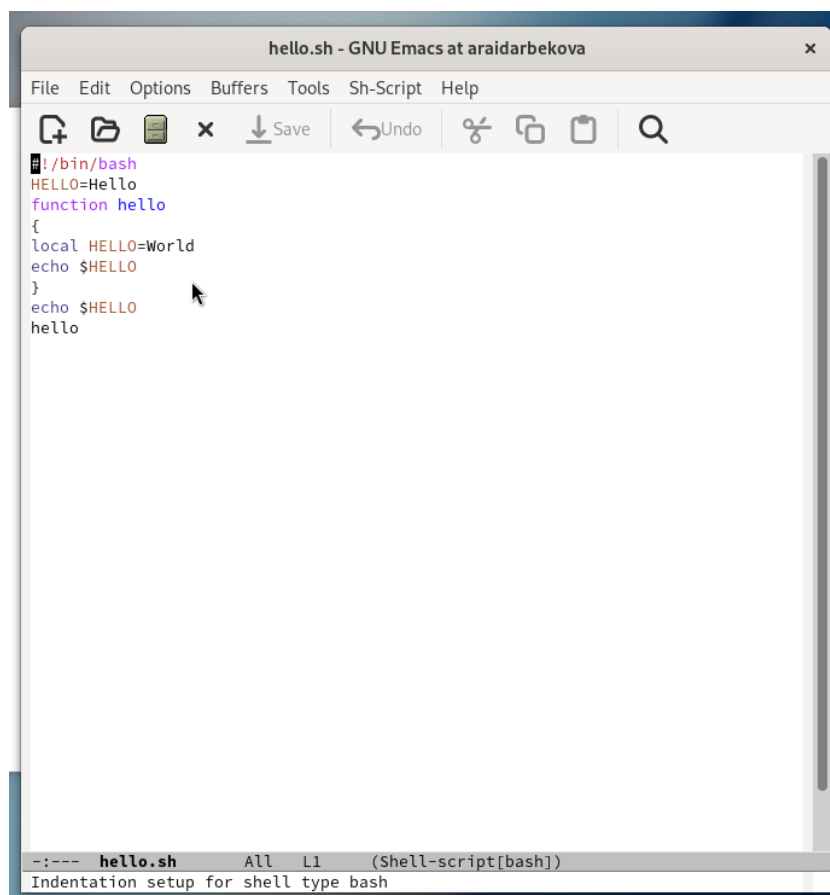 hello.sh - GNU Emacs at araidarbekova
File Edit Options Buffers Tools Sh-Script Help
Save Undo
#!/bin/bash
HELLO=Hello
function hello
{
local HELLO=World
echo $HELLO
}
echo $HELLO
hello
-:--- hello.sh All L1 (Shell-script[bash])
Indentation setup for shell type bash